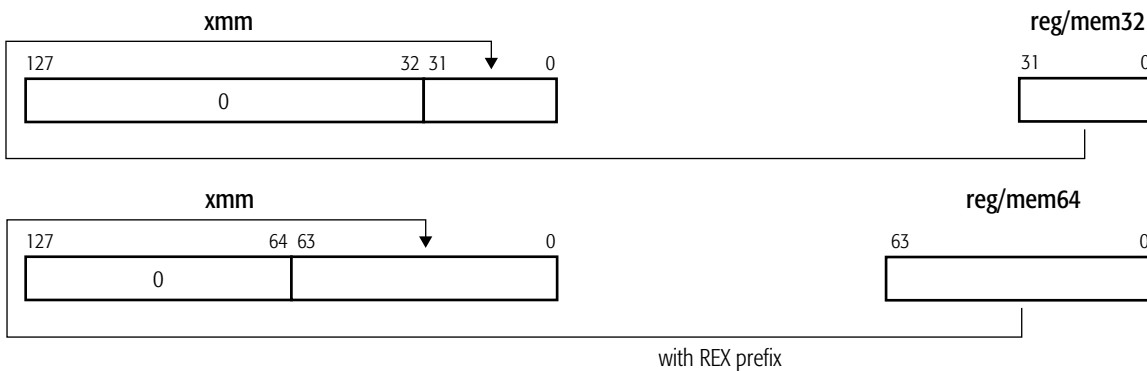 xmm reg/mem32
127 32 31 0 31 0
0
xmm reg/mem64
127 64 63 0 63 0
0
with REX prefix